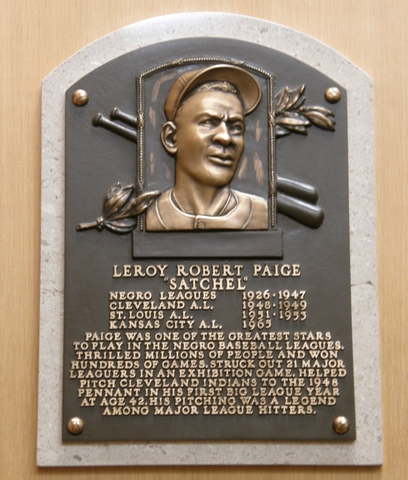 LEROY ROBERT PAIGE
"SATCHEL"
NEGRO LEAGUES 1926·1947
CLEVELAND A.L. 1948·1949
ST. LOUIS A.L. 1951·1953
KANSAS CITY A.L. 1965
PAIGE WAS ONE OF THE GREATEST STARS
TO PLAY IN THE NEGRO BASEBALL LEAGUES.
THRILLED MILLIONS OF PEOPLE AND WON
HUNDREDS OF GAMES. STRUCK OUT 21 MAJOR
LEAGUERS IN AN EXHIBITION GAME. HELPED
PITCH CLEVELAND INDIANS TO THE 1948
PENNANT IN HIS FIRST BIG LEAGUE YEAR
AT AGE 42. HIS PITCHING WAS A LEGEND
AMONG MAJOR LEAGUE HITTERS.